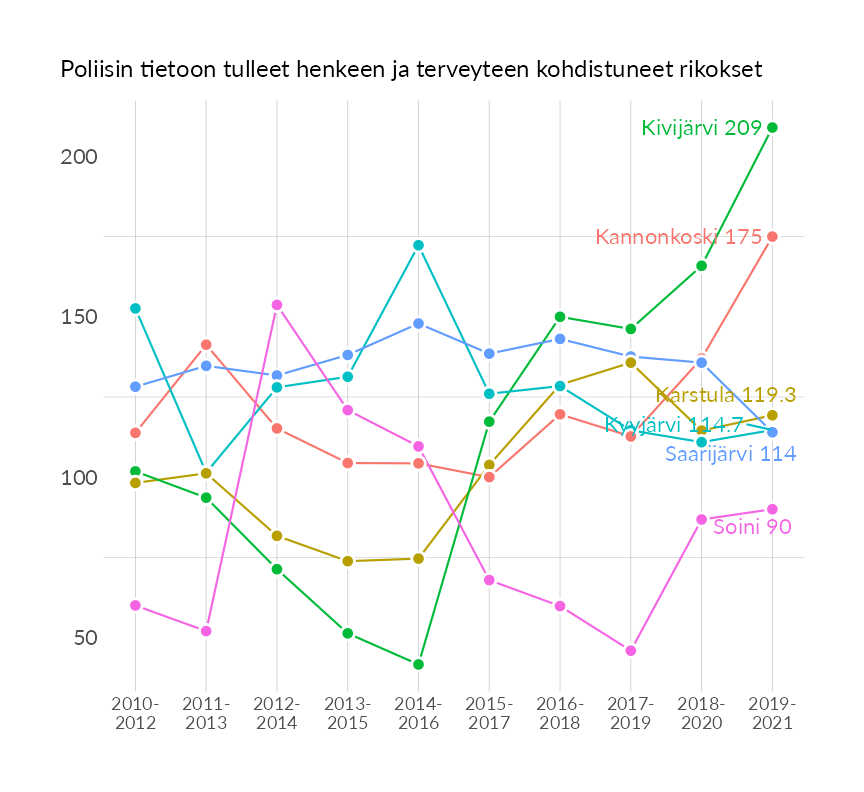 Poliisin tietoon tulleet henkeen ja terveyteen kohdistuneet rikokset
Kivijärvi 209
200
Kannonkoski 175
150
Karstula 119.3
Kyyjärvi 114.7
Saarijärvi 114
100
Soini 90
50
2010- 2011- 2012- 2013- 2014- 2015- 2016- 2017- 2018- 2019-
2012 2013 2014 2015 2016 2017 2018 2019 2020 2021